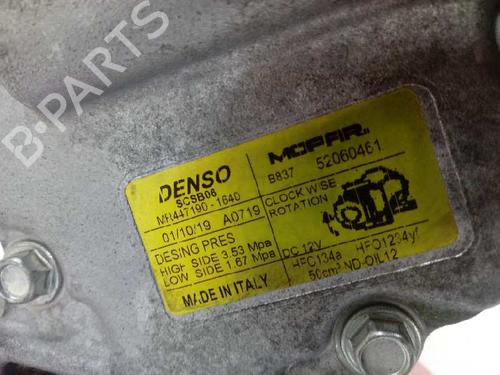 B-PARTS
DENSO
SCSB06
MFR447190-1640
01/10/19 A0719
DESING PRES
HIGH SIDE 3.53 Mpa
LOW SIDE 1.67 Mpa
MADE IN ITALY
MOPAR
B837 52060461
CLOCK WISE
ROTATION
DC 12V
HFC134a HFO1234yf
50cm³ ND-OIL12